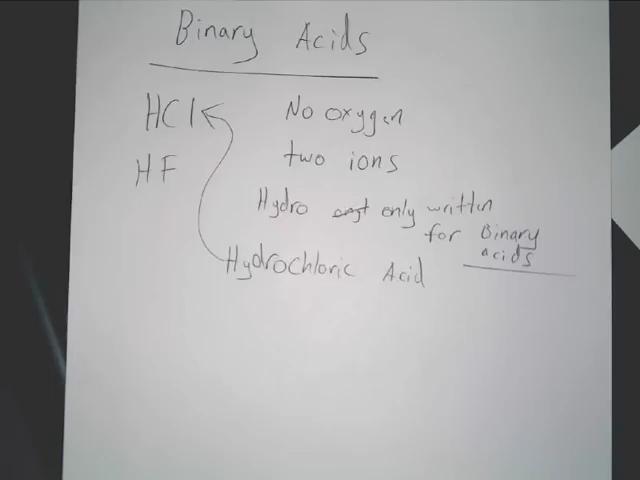 Binary Acids
HCl
No oxygen
HF
two ions
Hydro only written
for Binary
acids
Hydrochloric Acid